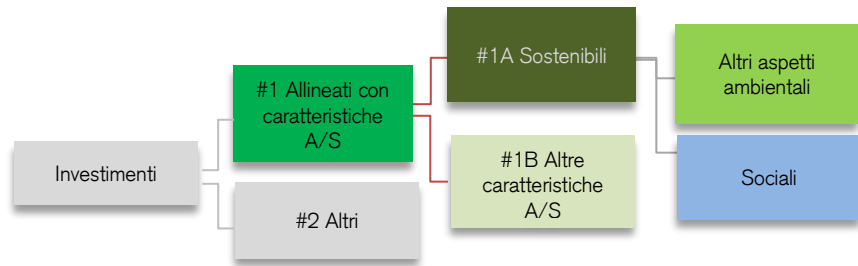 Investimenti
#1 Allineati con
caratteristiche
A/S
#2 Altri
#1A Sostenibili
#1B Altre
caratteristiche
A/S
Altri aspetti
ambientali
Sociali